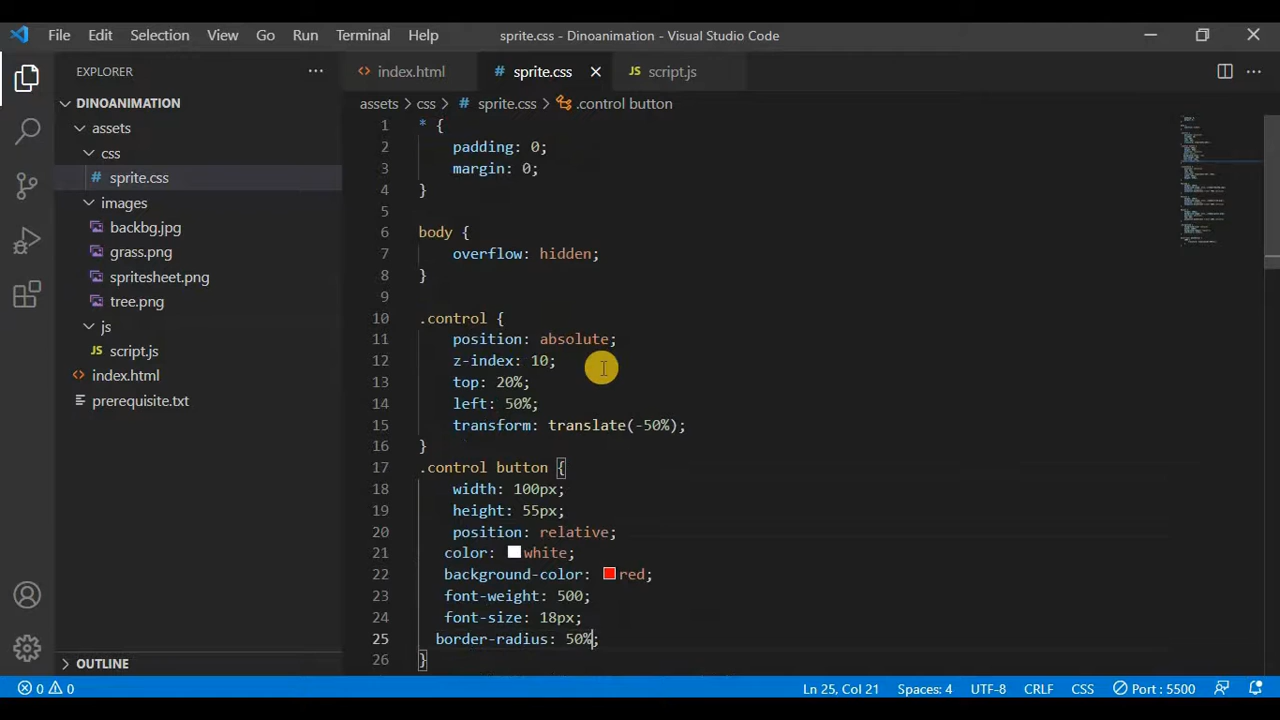 File Edit Selection View Go Run Terminal Help sprite.css - Dinoanimation - Visual Studio Code
EXPLORER ···
DINOANIMATION
assets
css
# sprite.css
images
backbg.jpg
grass.png
spritesheet.png
tree.png
js
JS script.js
<> index.html
prerequisite.txt
OUTLINE
<> index.html # sprite.css JS script.js
assets > css > # sprite.css > .control button
1 * {
2 padding: 0;
3 margin: 0;
4 }
5
6 body {
7 overflow: hidden;
8 }
9
10 .control {
11 position: absolute;
12 z-index: 10;
13 top: 20%;
14 left: 50%;
15 transform: translate(-50%);
16 }
17 .control button {
18 width: 100px;
19 height: 55px;
20 position: relative;
21 color: white;
22 background-color: red;
23 font-weight: 500;
24 font-size: 18px;
25 border-radius: 50%;
26 }
0 0 Ln 25, Col 21 Spaces: 4 UTF-8 CRLF CSS Port : 5500